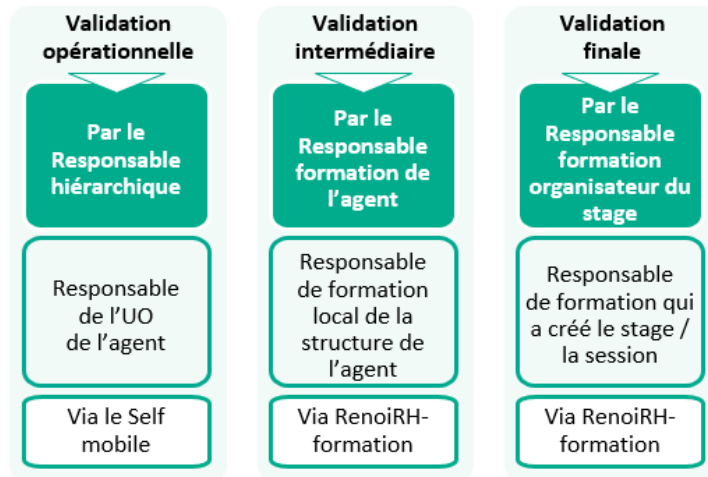 Validation
opérationnelle
Par le
Responsable
hiérarchique
Responsable
de l'UO
de l'agent
Via le Self
mobile
Validation
intermédiaire
Par le
Responsable
formation de
l'agent
Responsable
de formation
local de la
structure de
l'agent
Via RenoiRH-
formation
Validation
finale
Par le
Responsable
formation
organisateur du
stage
Responsable
de formation qui
a créé le stage /
la session
Via RenoiRH-
formation